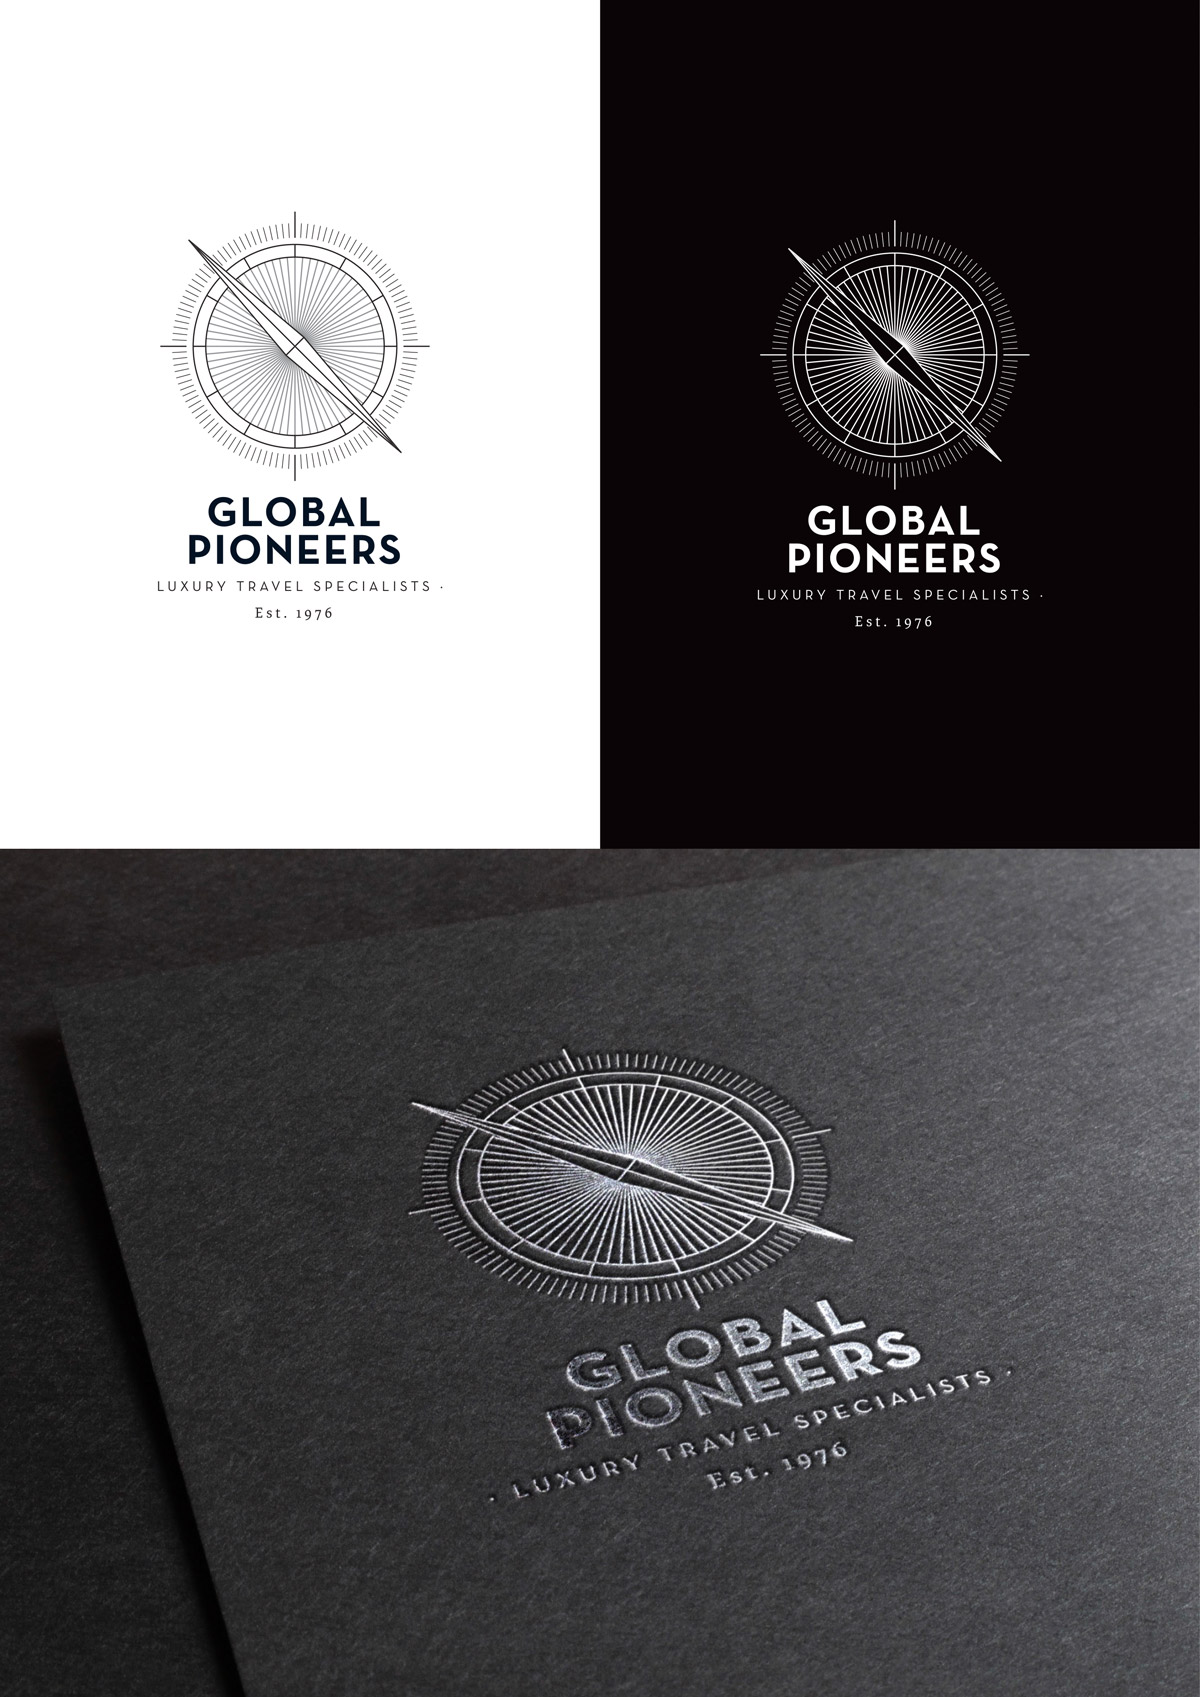 GLOBAL
PIONEERS
LUXURY TRAVEL SPECIALISTS ·
Est. 1976
GLOBAL
PIONEERS
LUXURY TRAVEL SPECIALISTS ·
Est. 1976
GLOBAL
PIONEERS
· LUXURY TRAVEL SPECIALISTS ·
Est. 1976